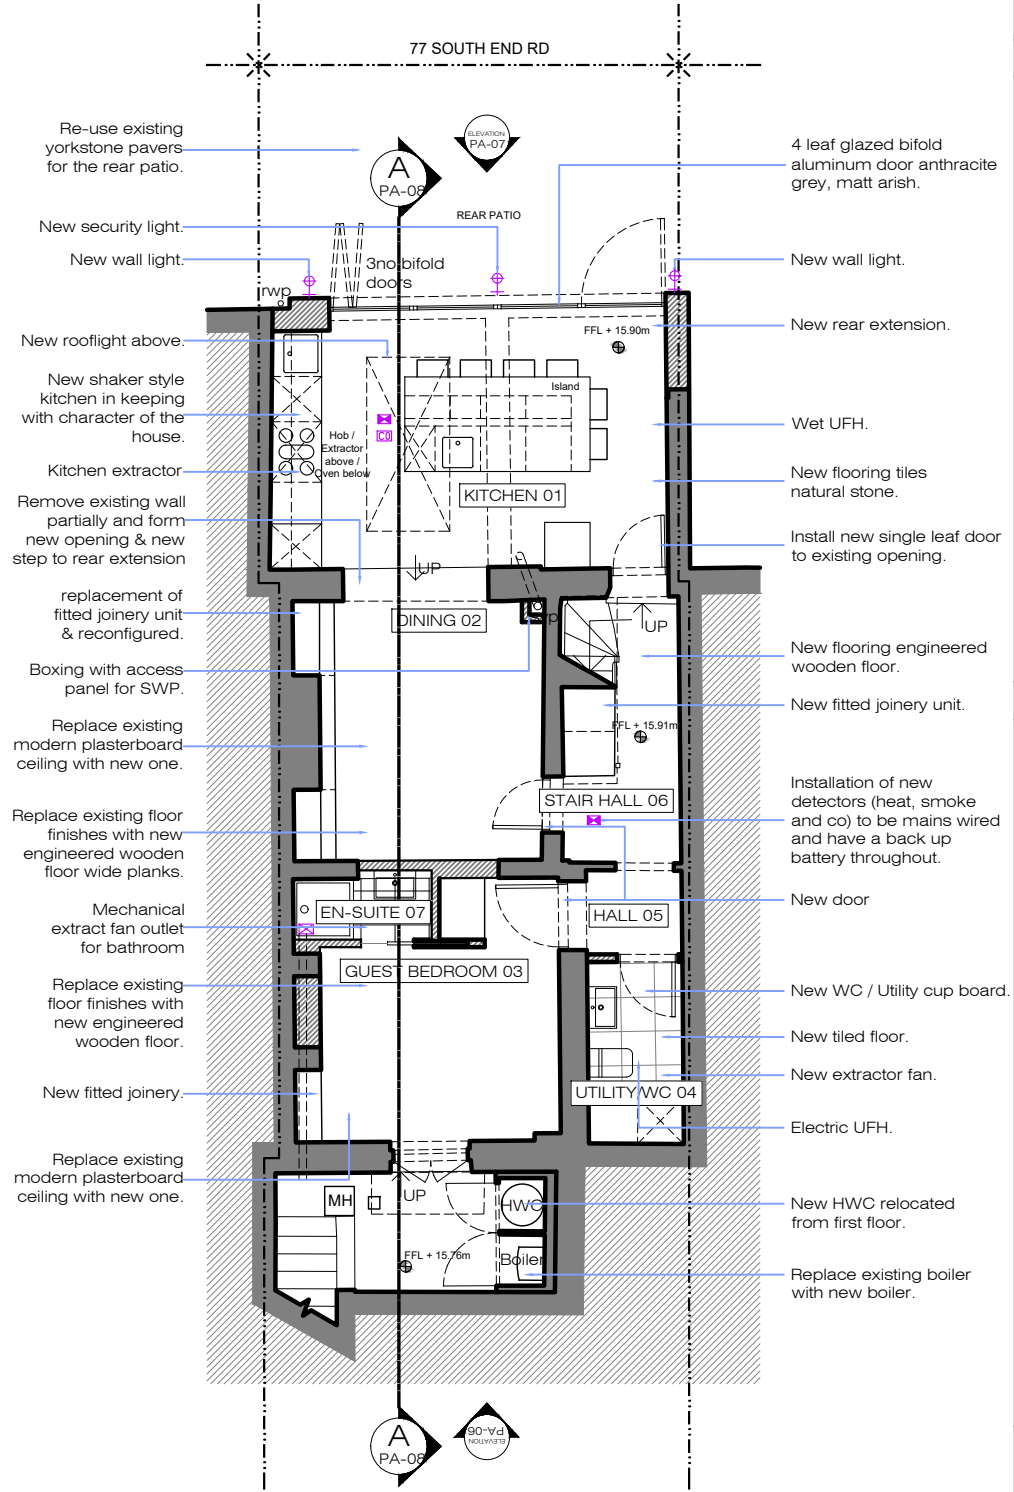 77 SOUTH END RD
Re-use existing
yorkstone pavers
for the rear patio.
A
PA-08
ELEVATION
PA-07
4 leaf glazed bifold
aluminum door anthracite
grey, matt arish.
REAR PATIO
New security light.
New wall light.
3no bifold
doors
New wall light.
rwp
New rooflight above.
FFL + 15.90m
New rear extension.
New shaker style
kitchen in keeping
with character of the
house.
Island
CO
Hob /
Extractor
above /
Oven below
Wet UFH.
Kitchen extractor
KITCHEN 01
New flooring tiles
natural stone.
Remove existing wall
partially and form
new opening & new
step to rear extension
UP
Install new single leaf door
to existing opening.
replacement of
fitted joinery unit
& reconfigured.
DINING 02
UP
Boxing with access
panel for SWP.
New flooring engineered
wooden floor.
New fitted joinery unit.
Replace existing
modern plasterboard
ceiling with new one.
FFL + 15.91m
STAIR HALL 06
Installation of new
detectors (heat, smoke
and co) to be mains wired
and have a back up
battery throughout.
Replace existing floor
finishes with new
engineered wooden
floor wide planks.
New door
Mechanical
extract fan outlet
for bathroom
EN-SUITE 07
HALL 05
GUEST BEDROOM 03
Replace existing
floor finishes with
new engineered
wooden floor.
New WC / Utility cup board.
New tiled floor.
New extractor fan.
New fitted joinery.
UTILITY/WC 04
Electric UFH.
Replace existing
modern plasterboard
ceiling with new one.
MH
UP
HWC
New HWC relocated
from first floor.
FFL + 15.76m
Boiler
Replace existing boiler
with new boiler.
A
PA-08
ELEVATION
PA-06